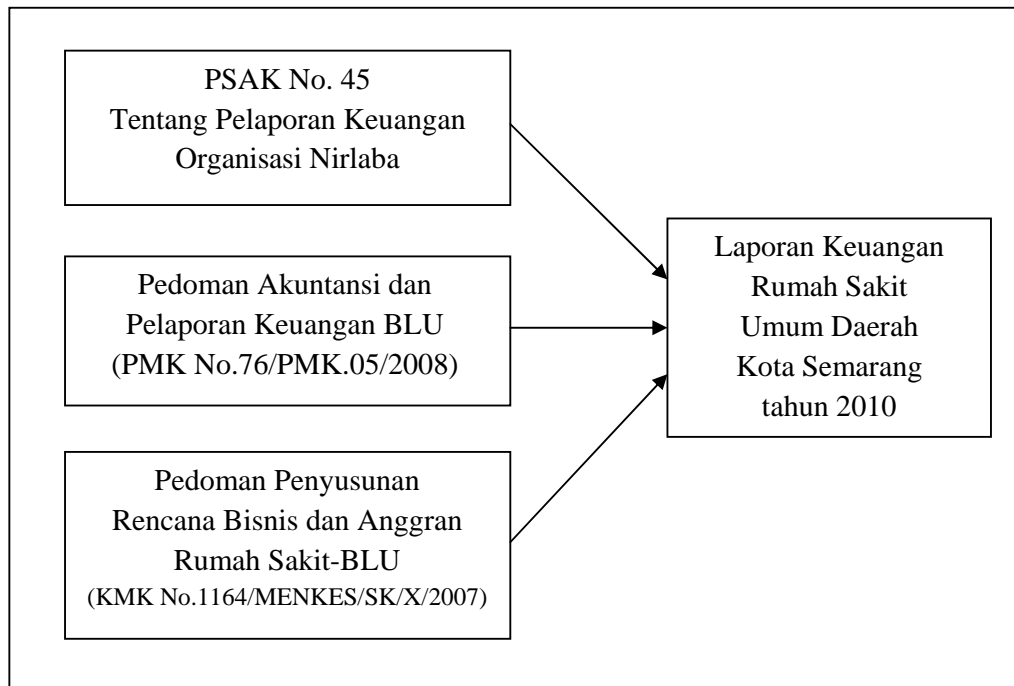 PSAK No. 45
Tentang Pelaporan Keuangan
Organisasi Nirlaba
Pedoman Akuntansi dan
Pelaporan Keuangan BLU
(PMK No.76/PMK.05/2008)
Pedoman Penyusunan
Rencana Bisnis dan Anggran
Rumah Sakit-BLU
(KMK No.1164/MENKES/SK/X/2007)
Laporan Keuangan
Rumah Sakit
Umum Daerah
Kota Semarang
tahun 2010